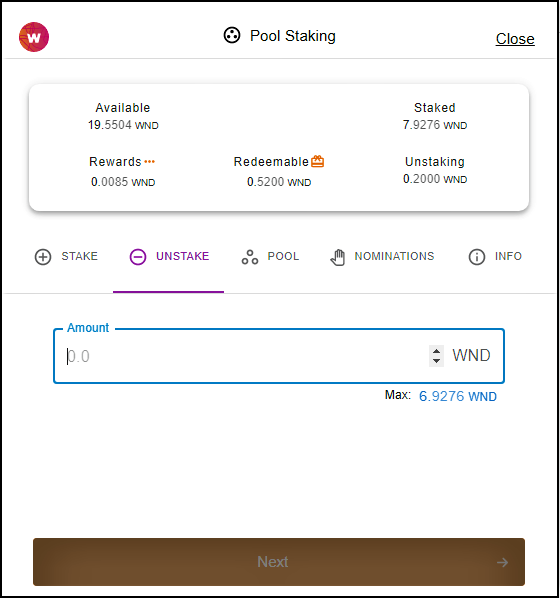 w
Pool Staking
Close
Available
19.5504 WND
Staked
7.9276 WND
Rewards
0.0085 WND
Redeemable
0.5200 WND
Unstaking
0.2000 WND
STAKE
UNSTAKE
POOL
NOMINATIONS
INFO
Amount
0.0
WND
Max: 6.9276 WND
Next